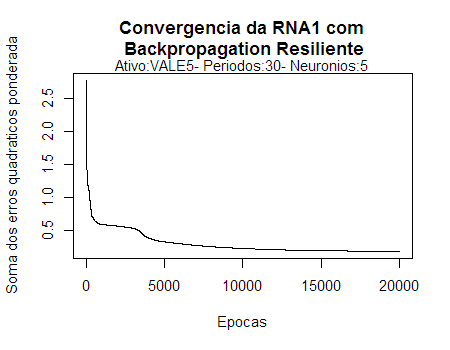 Convergencia da RNA1 com
Backpropagation Resiliente
Ativo:VALE5- Periodos:30- Neuronios:5
Soma dos erros quadraticos ponderada
2.5
2.0
1.5
1.0
0.5
0 5000 10000 15000 20000
Epocas